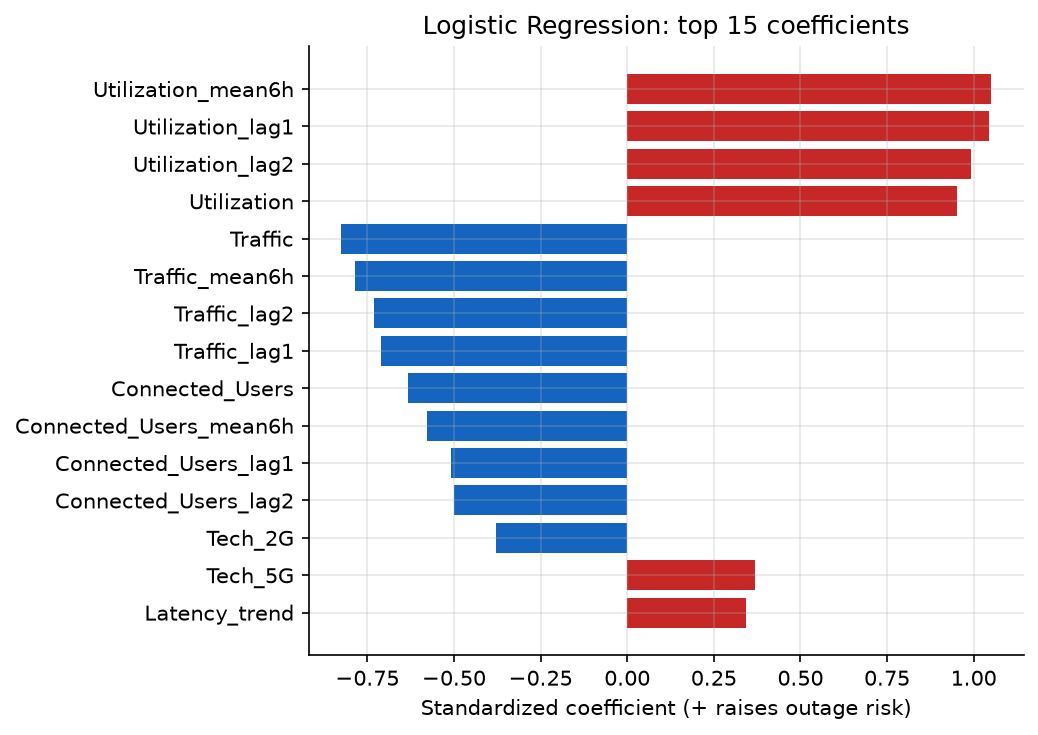 Logistic Regression: top 15 coefficients
Utilization_mean6h
Utilization_lag1
Utilization_lag2
Utilization
Traffic
Traffic_mean6h
Traffic_lag2
Traffic_lag1
Connected_Users
Connected_Users_mean6h
Connected_Users_lag1
Connected_Users_lag2
Tech_2G
Tech_5G
Latency_trend
−0.75 −0.50 −0.25 0.00 0.25 0.50 0.75 1.00
Standardized coefficient (+ raises outage risk)